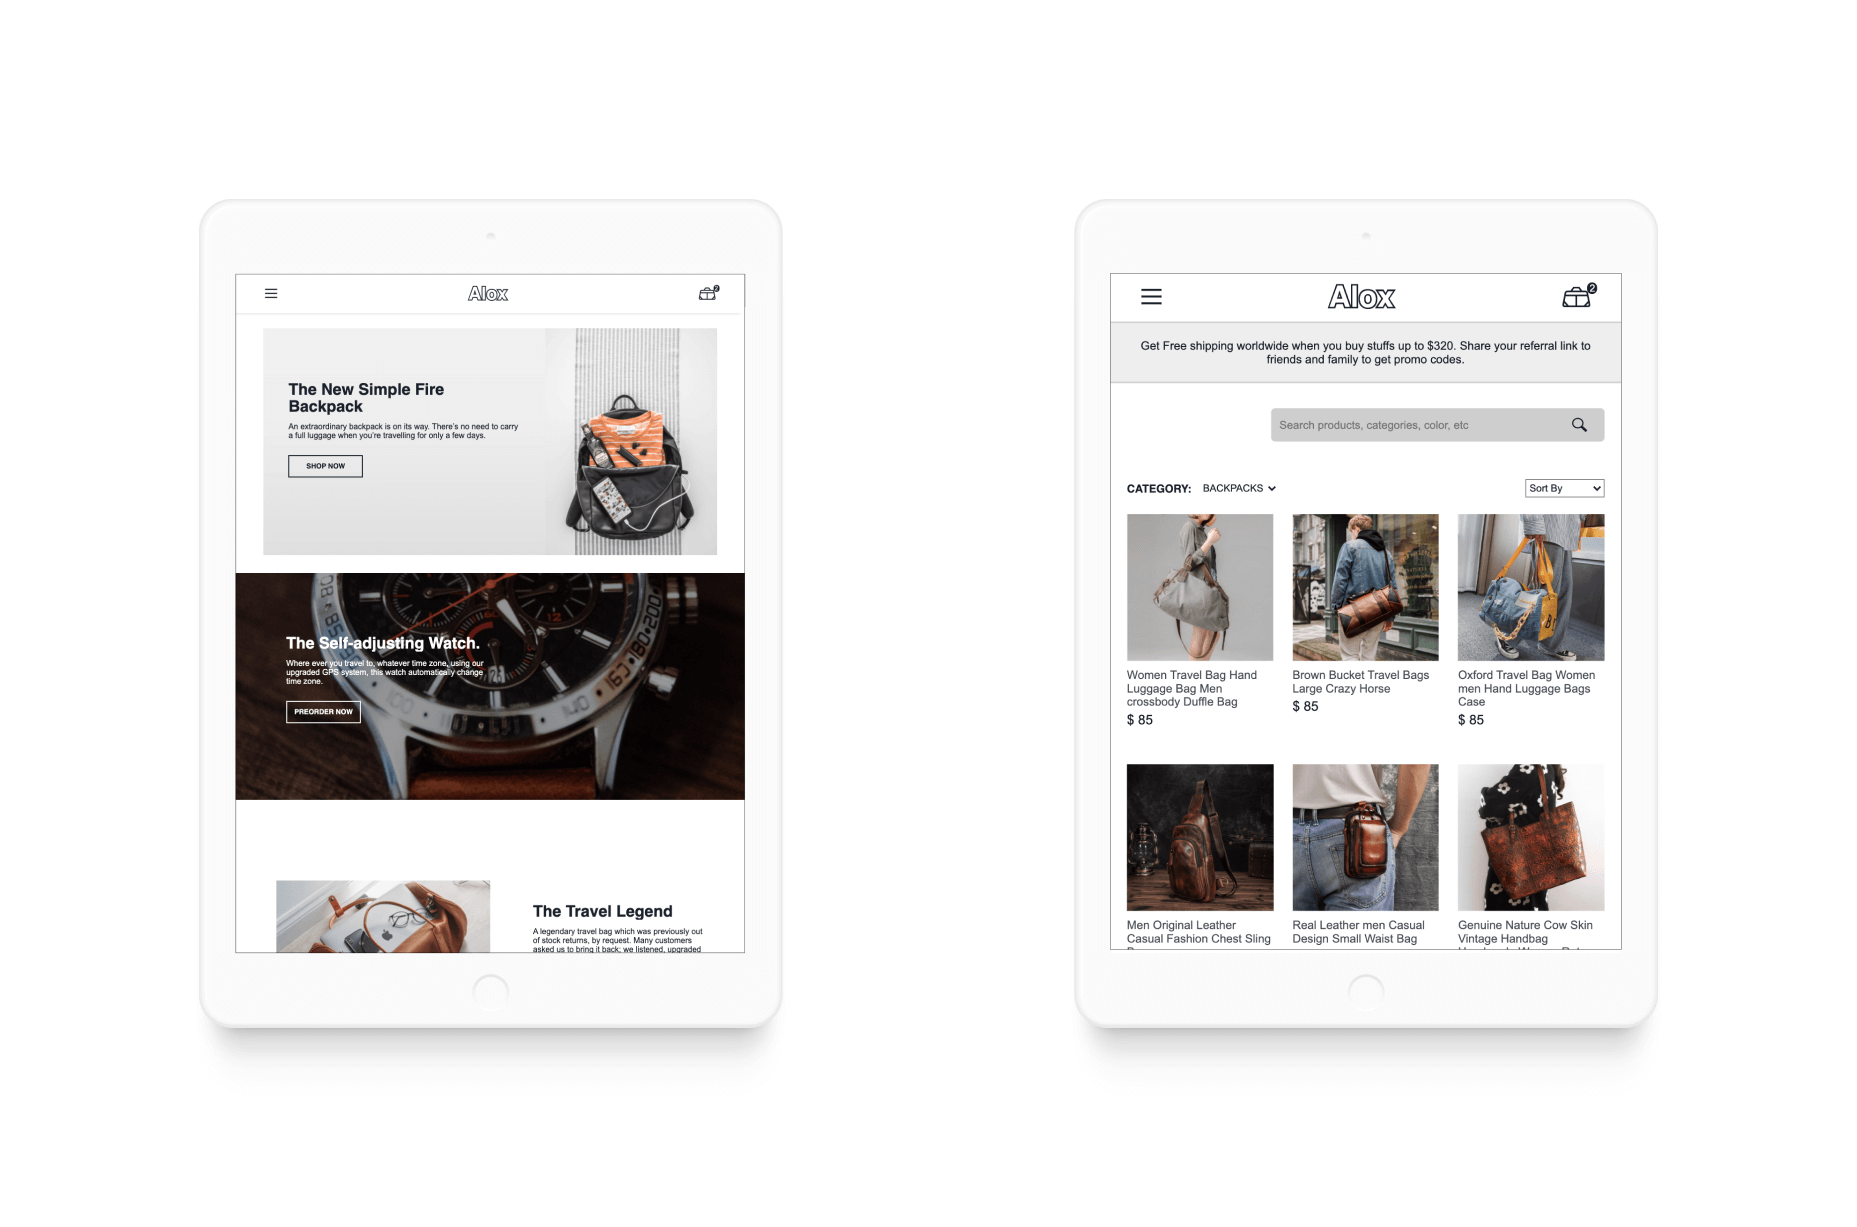 Alox
2
The New Simple Fire
Backpack
An extraordinary backpack is on its way. There's no need to carry
a full luggage when you're travelling for only a few days.
SHOP NOW
The Self-adjusting Watch.
Where ever you travel to, whatever time zone, using our
upgraded GPS system, this watch automatically change
time zone.
PREORDER NOW
The Travel Legend
A legendary travel bag which was previously out
of stock returns, by request. Many customers
asked us to bring it back; we listened, upgraded
Alox
2
Get Free shipping worldwide when you buy stuffs up to $320. Share your referral link to
friends and family to get promo codes.
Search products, categories, color, etc
CATEGORY: BACKPACKS
Sort By
Women Travel Bag Hand
Luggage Bag Men
crossbody Duffle Bag
$ 85
Brown Bucket Travel Bags
Large Crazy Horse
$ 85
Oxford Travel Bag Women
men Hand Luggage Bags
Case
$ 85
Men Original Leather
Casual Fashion Chest Sling
Real Leather men Casual
Design Small Waist Bag
Genuine Nature Cow Skin
Vintage Handbag